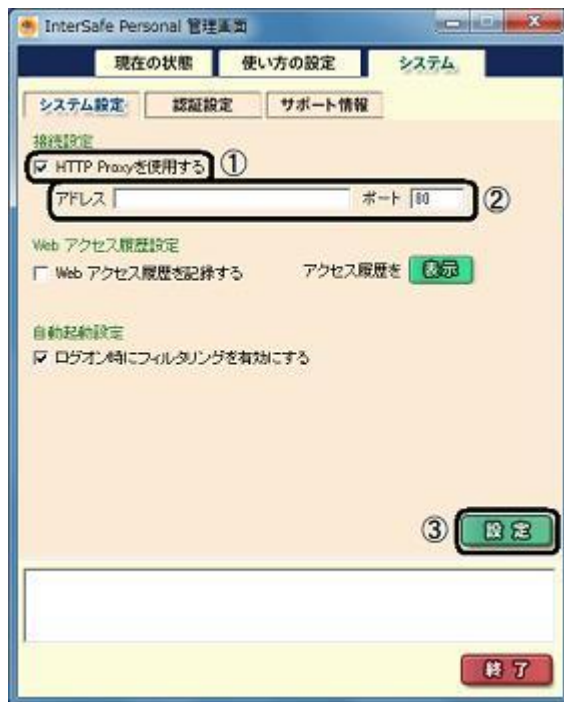 InterSafe Personal 管理画面
現在の状態 使い方の設定 システム
システム設定 認証設定 サポート情報
接続設定
HTTP Proxyを使用する ①
アドレス ポート 80 ②
Web アクセス履歴設定
Web アクセス履歴を記録する アクセス履歴を 表示
自動起動設定
ログオン時にフィルタリングを有効にする
③ 設定
終了